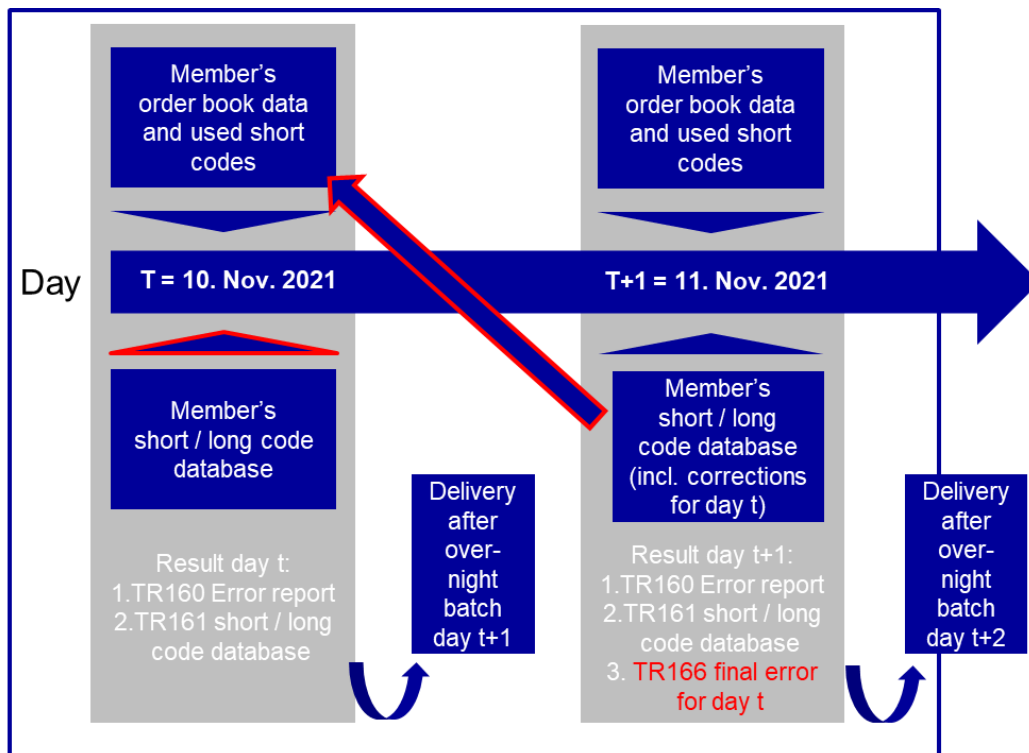 Member's
order book data
and used short
codes
Member's
order book data
and used short
codes
Day
T = 10. Nov. 2021
T+1 = 11. Nov. 2021
Member's
short / long code
database
Member's
short / long
code database
(incl. corrections
for day t)
Delivery
after
over-
night
batch
day t+1
Delivery
after
over-
night
batch
day t+2
Result day t:
1.TR160 Error report
2.TR161 short / long
code database
Result day t+1:
1.TR160 Error report
2.TR161 short / long
code database
3. TR166 final error
for day t